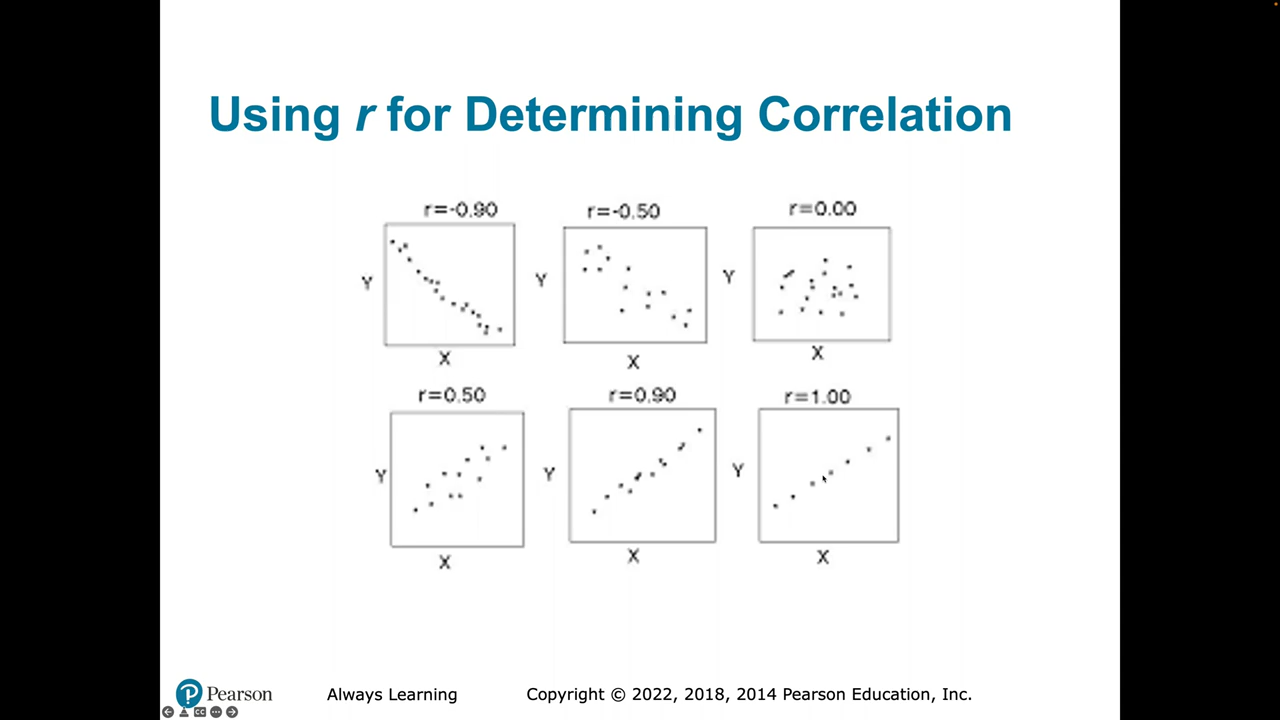 Using r for Determining Correlation
r=-0.90
r=-0.50
r=0.00
Y
Y
Y
X
X
X
r=0.50
r=0.90
r=1.00
Y
Y
Y
X
X
X
P Pearson
Always Learning
Copyright © 2022, 2018, 2014 Pearson Education, Inc.
CC